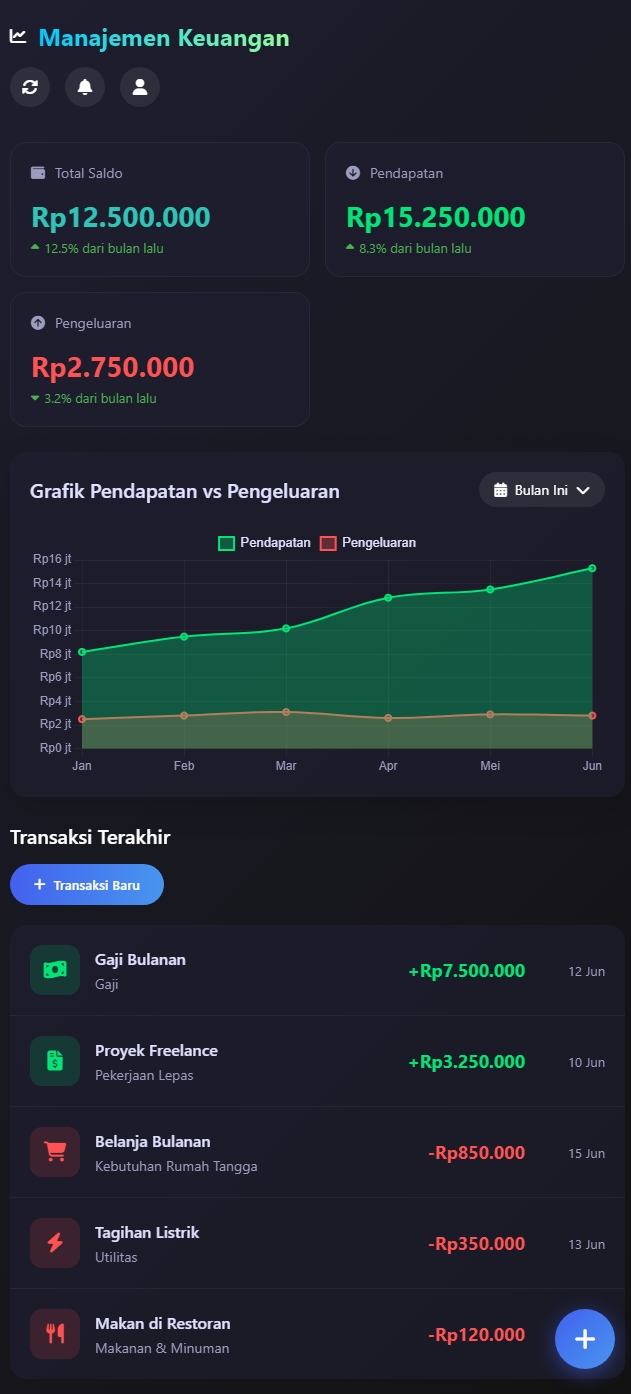 Manajemen Keuangan
Total Saldo
Rp12.500.000
12.5% dari bulan lalu
Pendapatan
Rp15.250.000
8.3% dari bulan lalu
Pengeluaran
Rp2.750.000
3.2% dari bulan lalu
Grafik Pendapatan vs Pengeluaran
Bulan Ini
Pendapatan
Pengeluaran
Rp16 jt
Rp14 jt
Rp12 jt
Rp10 jt
Rp8 jt
Rp6 jt
Rp4 jt
Rp2 jt
Rp0 jt
Jan Feb Mar Apr Mei Jun
Transaksi Terakhir
+ Transaksi Baru
Gaji Bulanan
Gaji
+Rp7.500.000
12 Jun
Proyek Freelance
Pekerjaan Lepas
+Rp3.250.000
10 Jun
Belanja Bulanan
Kebutuhan Rumah Tangga
-Rp850.000
15 Jun
Tagihan Listrik
Utilitas
-Rp350.000
13 Jun
Makan di Restoran
Makanan & Minuman
-Rp120.000